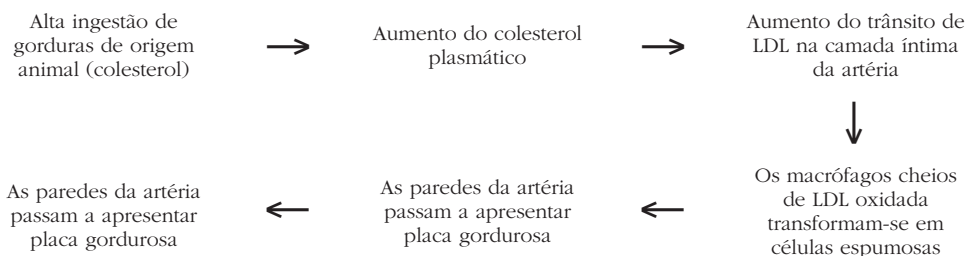 Alta ingestão de
gorduras de origem
animal (colesterol)
Aumento do colesterol
plasmático
Aumento do trânsito de
LDL na camada íntima
da artéria
Os macrófagos cheios
de LDL oxidada
transformam-se em
células espumosas
As paredes da artéria
passam a apresentar
placa gordurosa
As paredes da artéria
passam a apresentar
placa gordurosa